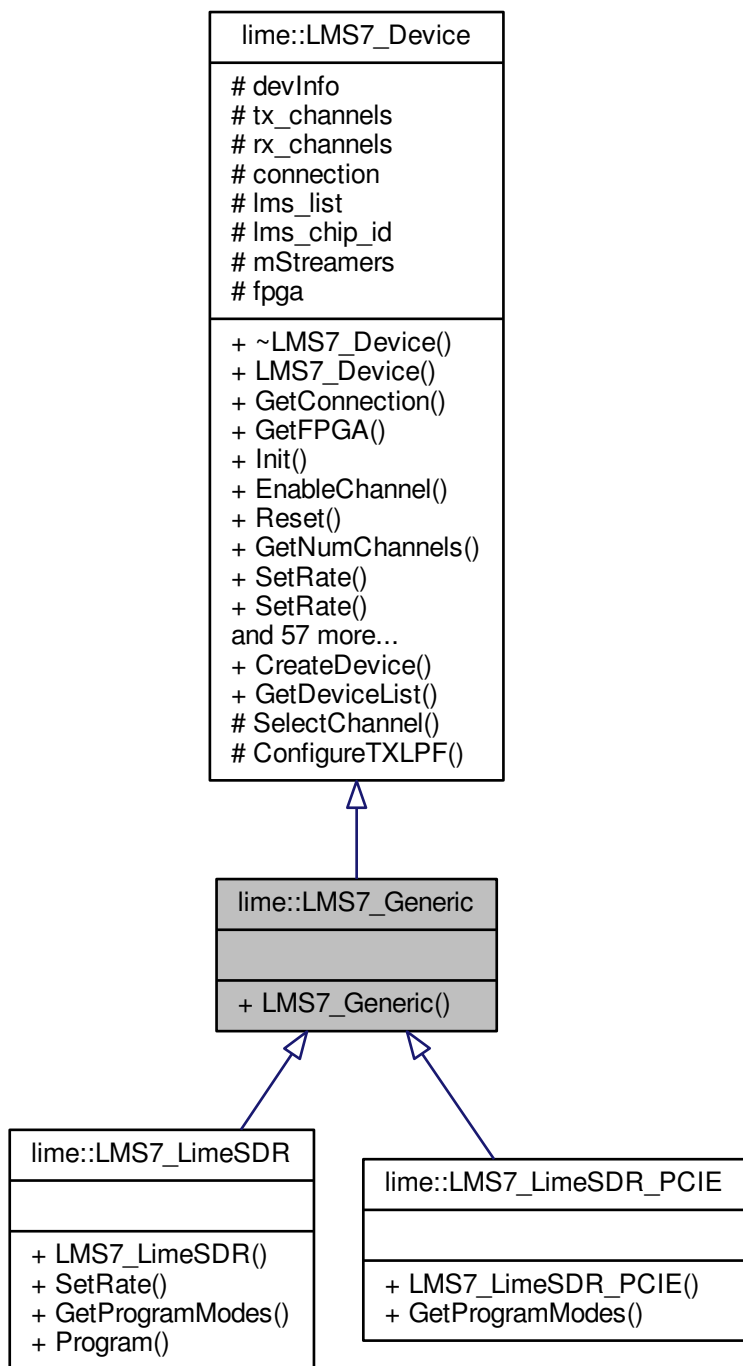 lime::LMS7_Device
# devInfo
# tx_channels
# rx_channels
# connection
# lms_list
# lms_chip_id
# mStreamers
# fpga
+ ~LMS7_Device()
+ LMS7_Device()
+ GetConnection()
+ GetFPGA()
+ Init()
+ EnableChannel()
+ Reset()
+ GetNumChannels()
+ SetRate()
+ SetRate()
and 57 more...
+ CreateDevice()
+ GetDeviceList()
# SelectChannel()
# ConfigureTXLPF()
lime::LMS7_Generic
+ LMS7_Generic()
lime::LMS7_LimeSDR
+ LMS7_LimeSDR()
+ SetRate()
+ GetProgramModes()
+ Program()
lime::LMS7_LimeSDR_PCIE
+ LMS7_LimeSDR_PCIE()
+ GetProgramModes()